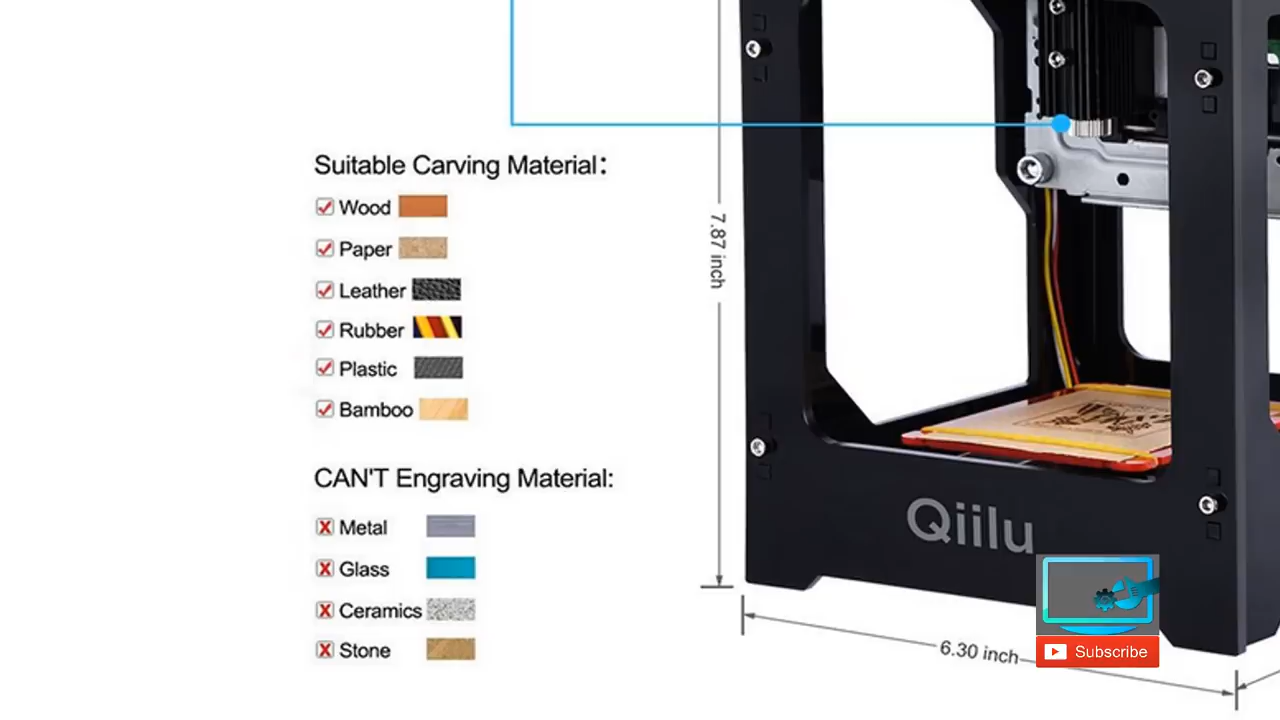 Suitable Carving Material:
Wood
Paper
Leather
Rubber
Plastic
Bamboo
CAN'T Engraving Material:
Metal
Glass
Ceramics
Stone
7.87 inch
Qiilu
6.30 inch
Subscribe